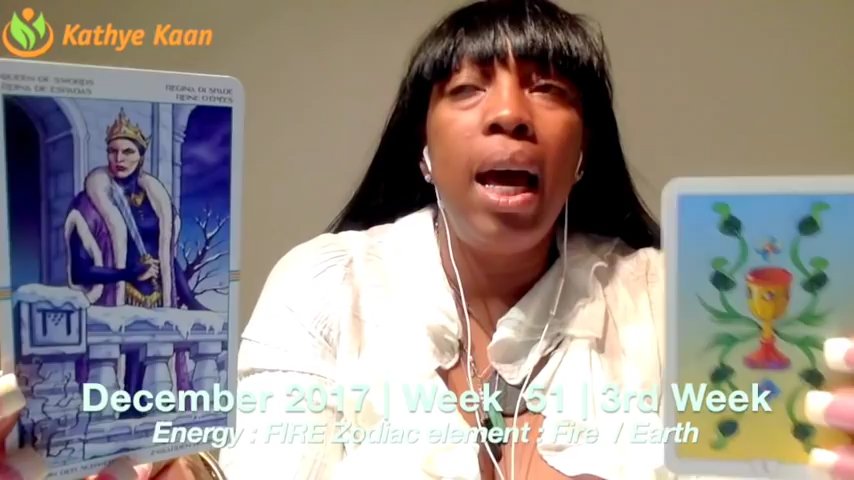 Kathye Kaan
QUEEN OF SWORDS
REGINA DI SPADE
REINA DE ESPADAS
REINE D'EPEES
December 2017 | Week 51 | 3rd Week
Energy : FIRE Zodiac element : Fire / Earth